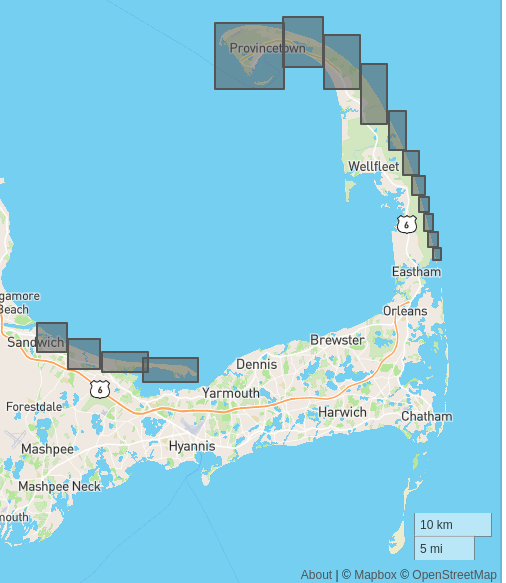 Provincetown
Wellfleet
6
Eastham
gamore
Beach
Orleans
Sandwich
Brewster
Dennis
6
Yarmouth
Forestdale
Harwich
Chatham
Hyannis
Mashpee
Mashpee Neck
mouth
10 km
5 mi
About | © Mapbox © OpenStreetMap